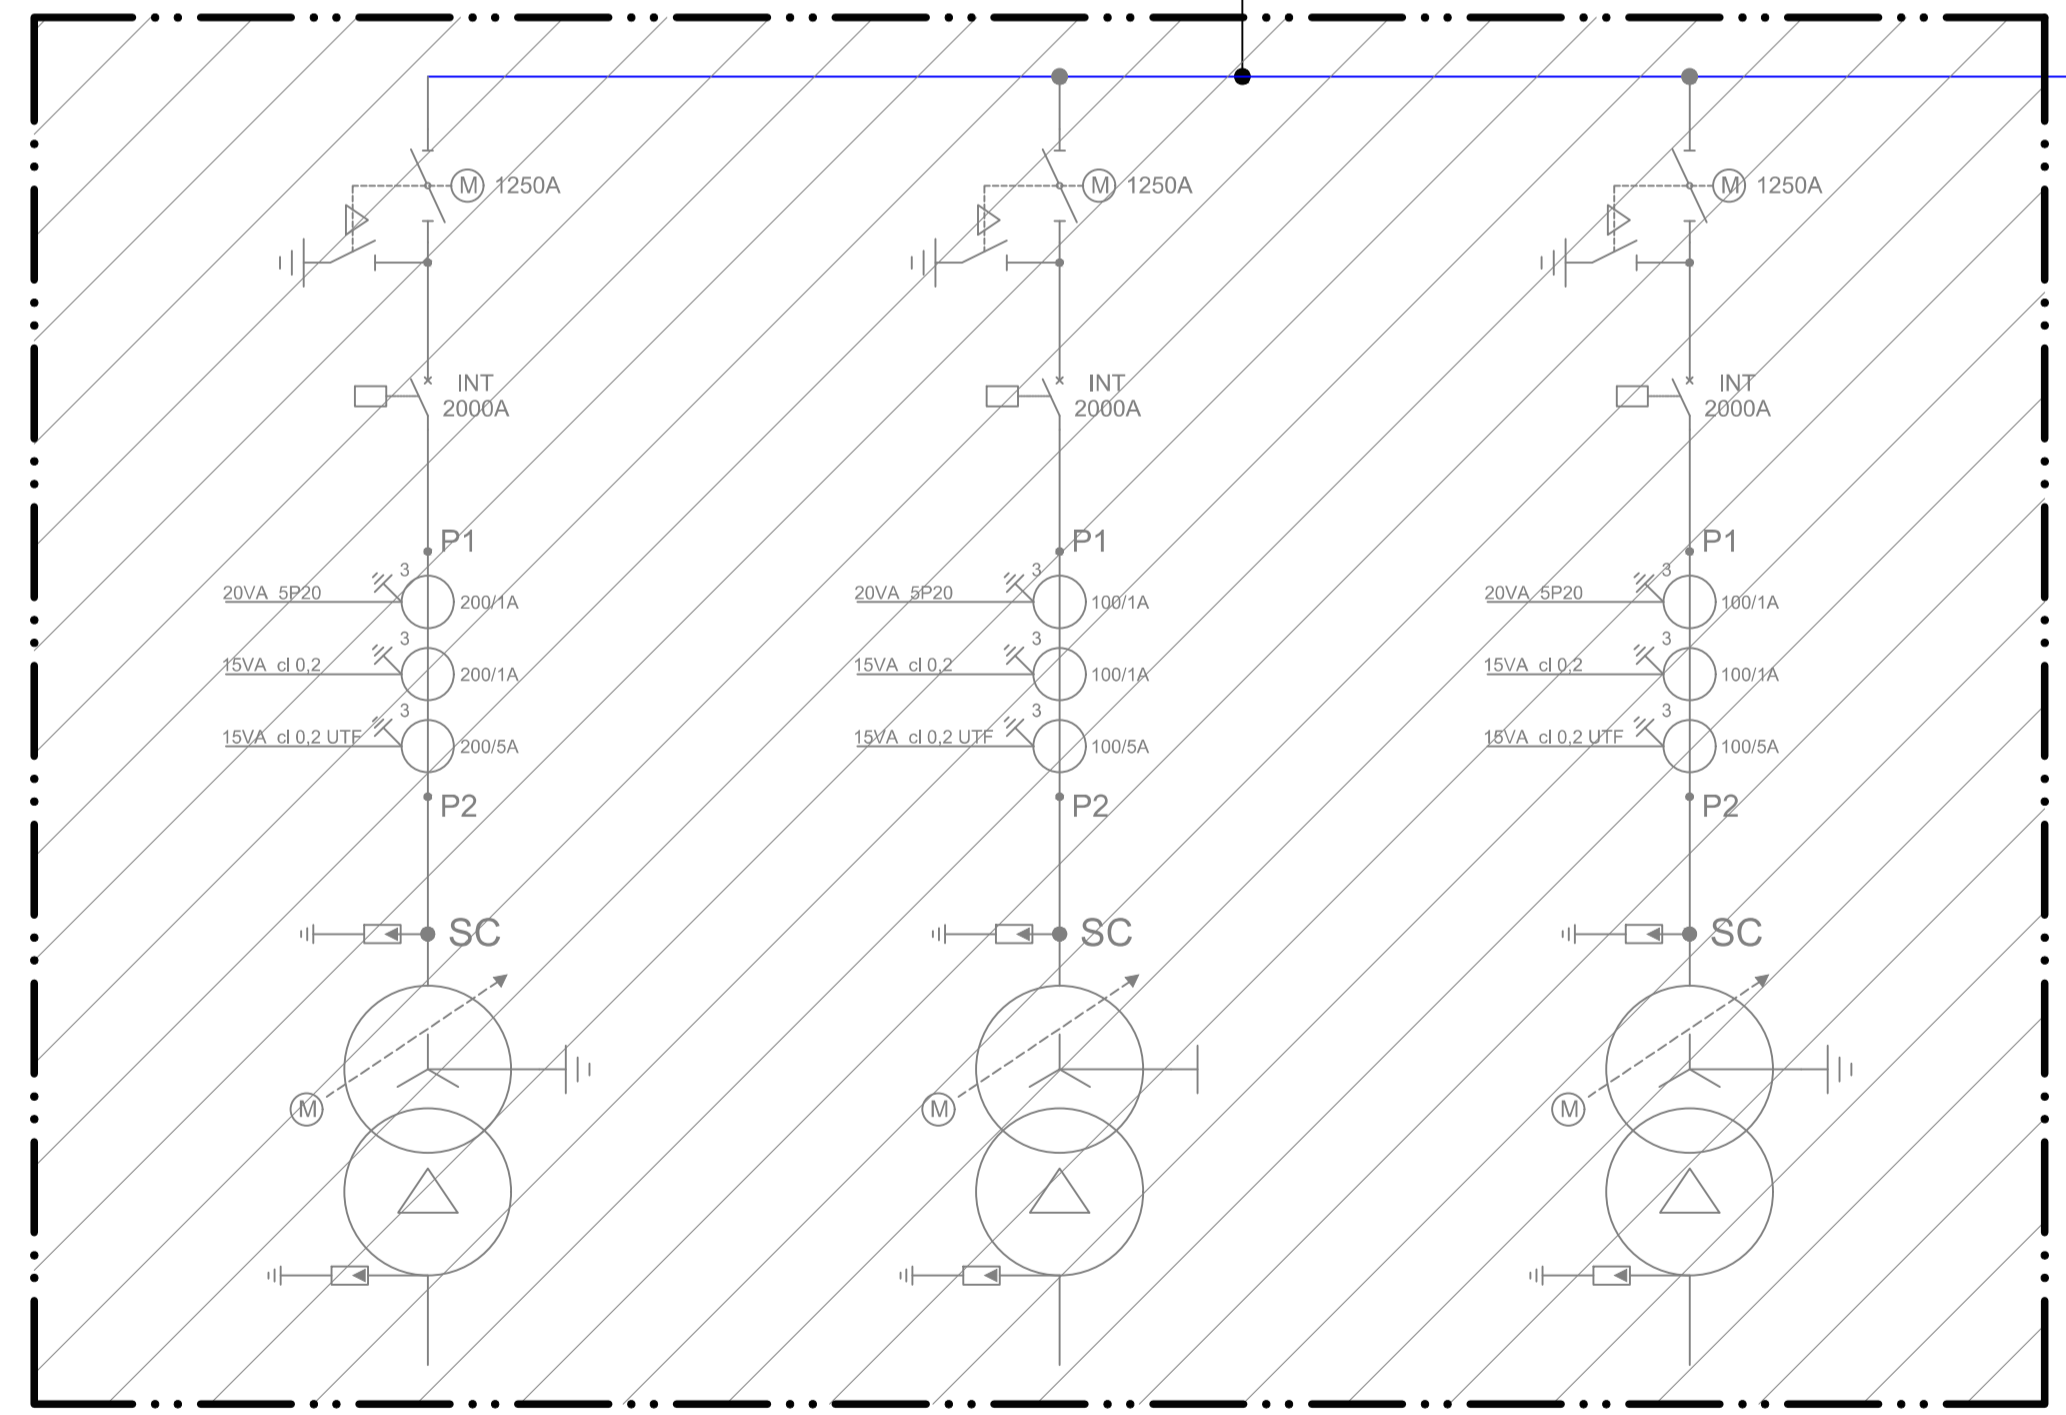 M 1250A M 1250A M 1250A
INT INT INT
2000A 2000A 2000A
P1 P1 P1
3 3 3
20VA 5P20 200/1A 20VA 5P20 100/1A 20VA 5P20 100/1A
3 3 3
15VA cl 0,2 200/1A 15VA cl 0,2 100/1A 15VA cl 0,2 100/1A
3 3 3
15VA cl 0,2 UTF 200/5A 15VA cl 0,2 UTF 100/5A 15VA cl 0,2 UTF 100/5A
P2 P2 P2
SC SC SC
M M M